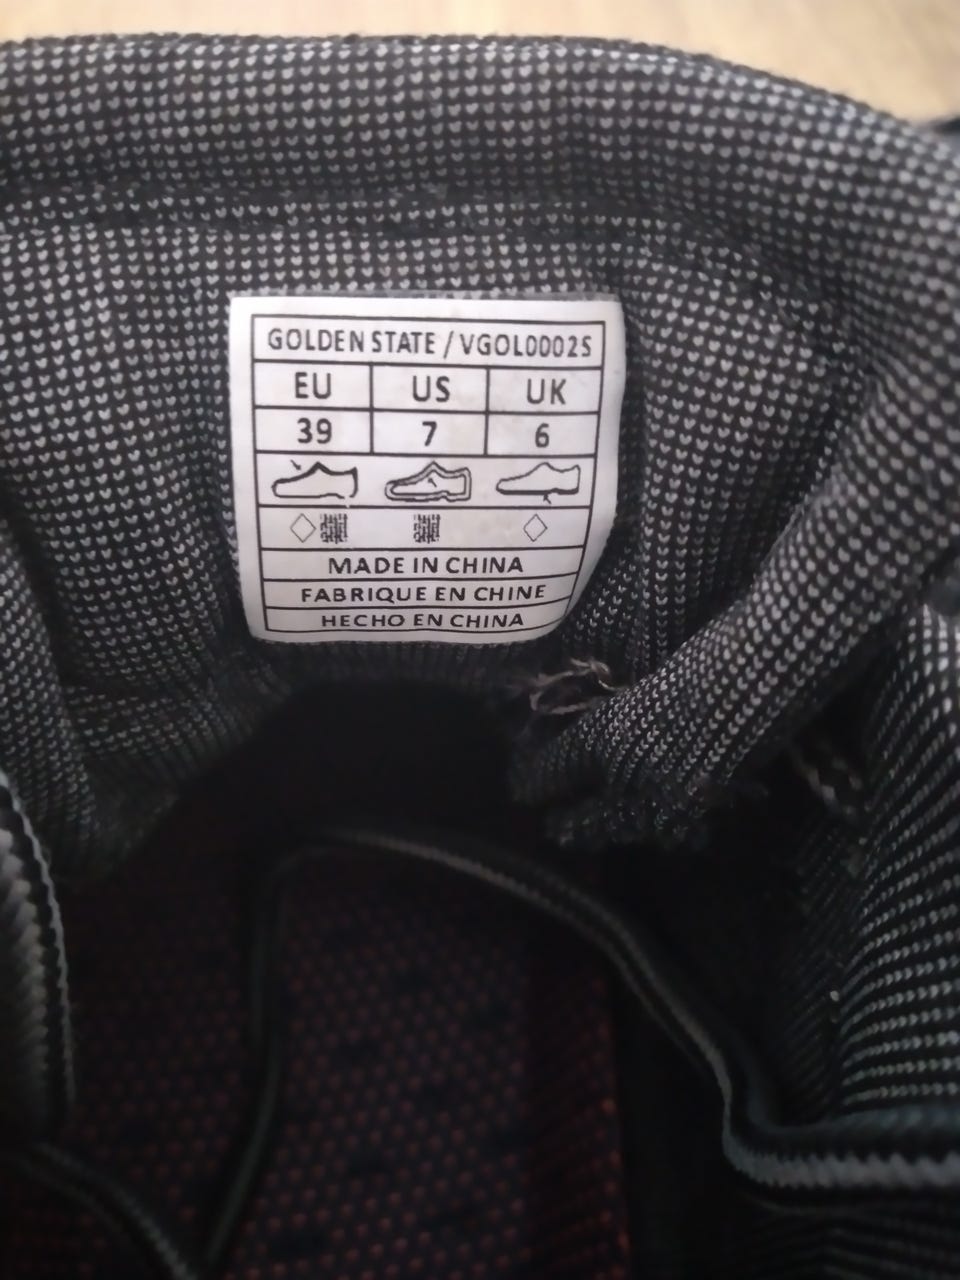 GOLDEN STATE / VGOL0002S
EU US UK
39 7 6
MADE IN CHINA
FABRIQUE EN CHINE
HECHO EN CHINA